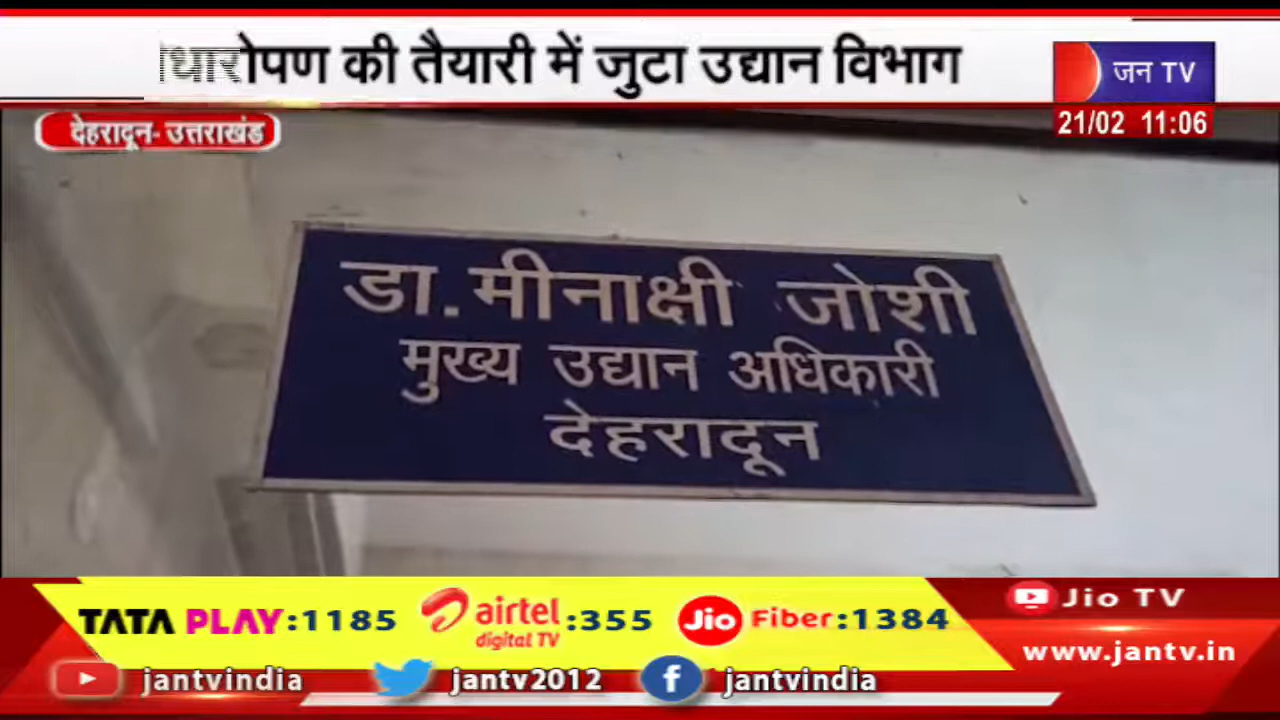 की तैयारी में जुटा उद्यान विभाग
जन TV
21/02 11:06
देहरादून- उत्तराखंड
डा. मीनाक्षी जोशी
मुख्य उद्यान अधिकारी
देहरादून
TATA PLAY:1185
airtel digital TV :355
Jio Fiber:1384
Jio TV
www.jantv.in
jantvindia
jantv2012
jantvindia